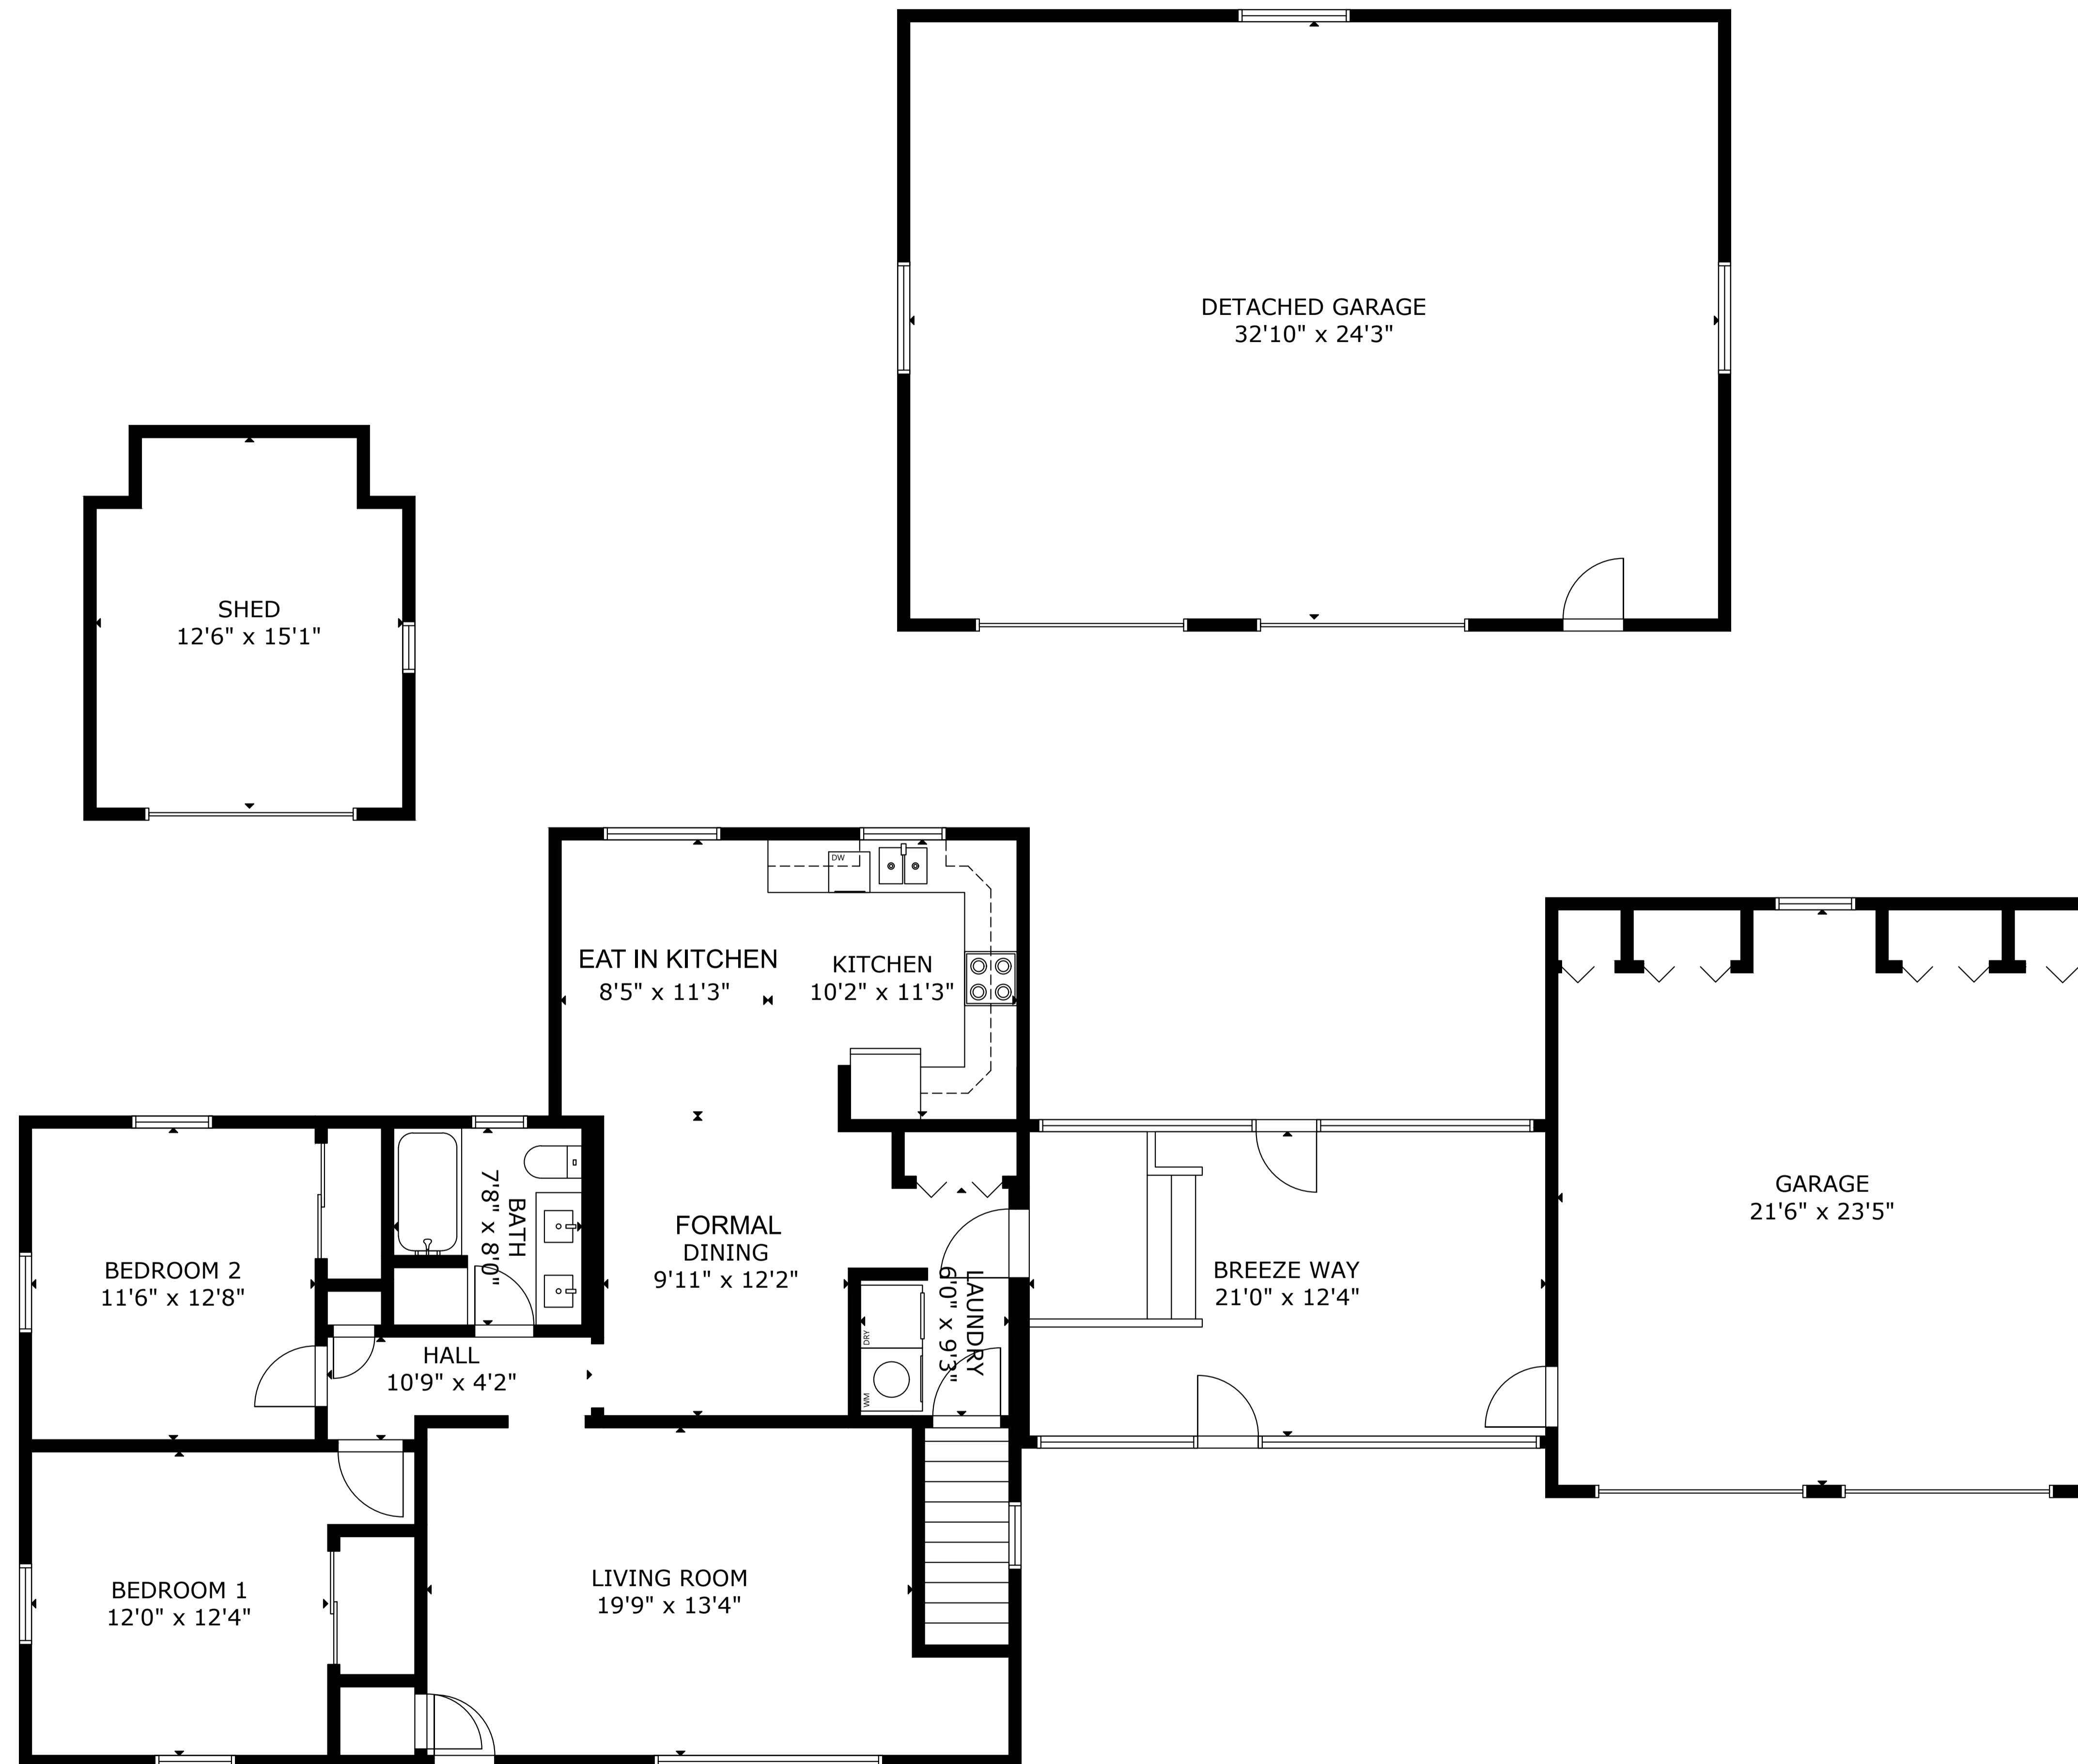 DETACHED GARAGE
32'10" x 24'3"
SHED
12'6" x 15'1"
DW
EAT IN KITCHEN
8'5" x 11'3"
KITCHEN
10'2" x 11'3"
GARAGE
21'6" x 23'5"
BATH
7'8" x 8'0"
FORMAL
DINING
9'11" x 12'2"
BEDROOM 2
11'6" x 12'8"
LAUNDRY
6'0" x 9'3"
BREEZE WAY
21'0" x 12'4"
DRY
WM
HALL
10'9" x 4'2"
LIVING ROOM
19'9" x 13'4"
BEDROOM 1
12'0" x 12'4"